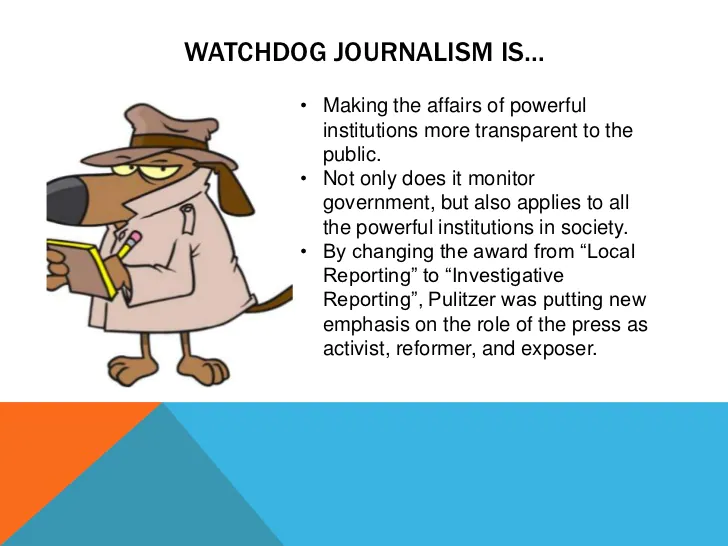 WATCHDOG JOURNALISM IS...
• Making the affairs of powerful
institutions more transparent to the
public.
• Not only does it monitor
government, but also applies to all
the powerful institutions in society.
• By changing the award from “Local
Reporting” to “Investigative
Reporting”, Pulitzer was putting new
emphasis on the role of the press as
activist, reformer, and exposer.